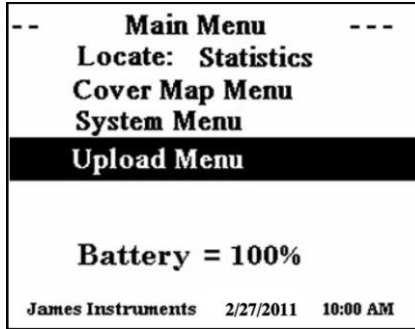 -- Main Menu ---
Locate: Statistics
Cover Map Menu
System Menu
Upload Menu
Battery = 100%
James Instruments 2/27/2011 10:00 AM